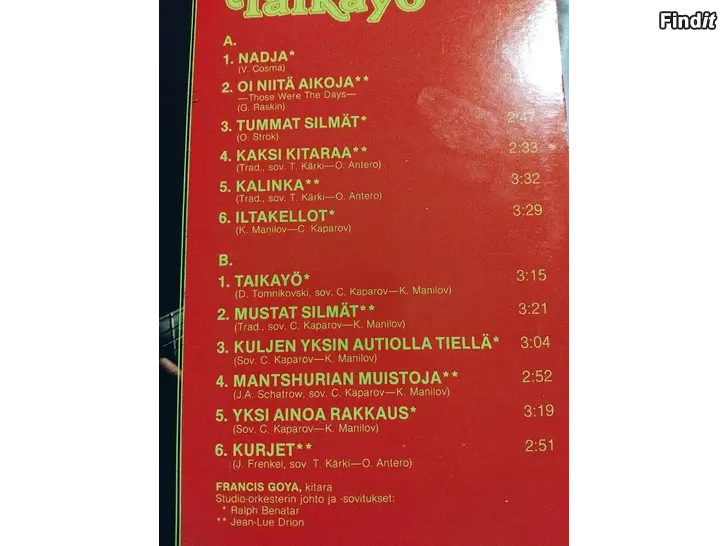 Findit
Taikayö
A.
1. NADJA*
(V. Cosma)
2. OI NIITÄ AIKOJA**
—Those Were The Days—
(G. Raskin)
3. TUMMAT SILMÄT* 2:47
(O. Strok)
4. KAKSI KITARAA** 2:33
(Trad., sov. T. Kärki—O. Antero)
5. KALINKA** 3:32
(Trad., sov. T. Kärki—O. Antero)
6. ILTAKELLOT* 3:29
(K. Manilov—C. Kaparov)
B.
1. TAIKAYÖ* 3:15
(D. Tomnikovski, sov. C. Kaparov—K. Manilov)
2. MUSTAT SILMÄT** 3:21
(Trad., sov. C. Kaparov—K. Manilov)
3. KULJEN YKSIN AUTIOLLA TIELLÄ* 3:04
(Sov. C. Kaparov—K. Manilov)
4. MANTSHURIAN MUISTOJA** 2:52
(J.A. Schatrow, sov. C. Kaparov—K. Manilov)
5. YKSI AINOA RAKKAUS* 3:19
(Sov. C. Kaparov—K. Manilov)
6. KURJET** 2:51
(J. Frenkel, sov. T. Kärki—O. Antero)
FRANCIS GOYA, kitara
Studio-orkesterin johto ja -sovitukset:
* Ralph Benatar
** Jean-Lue Drion